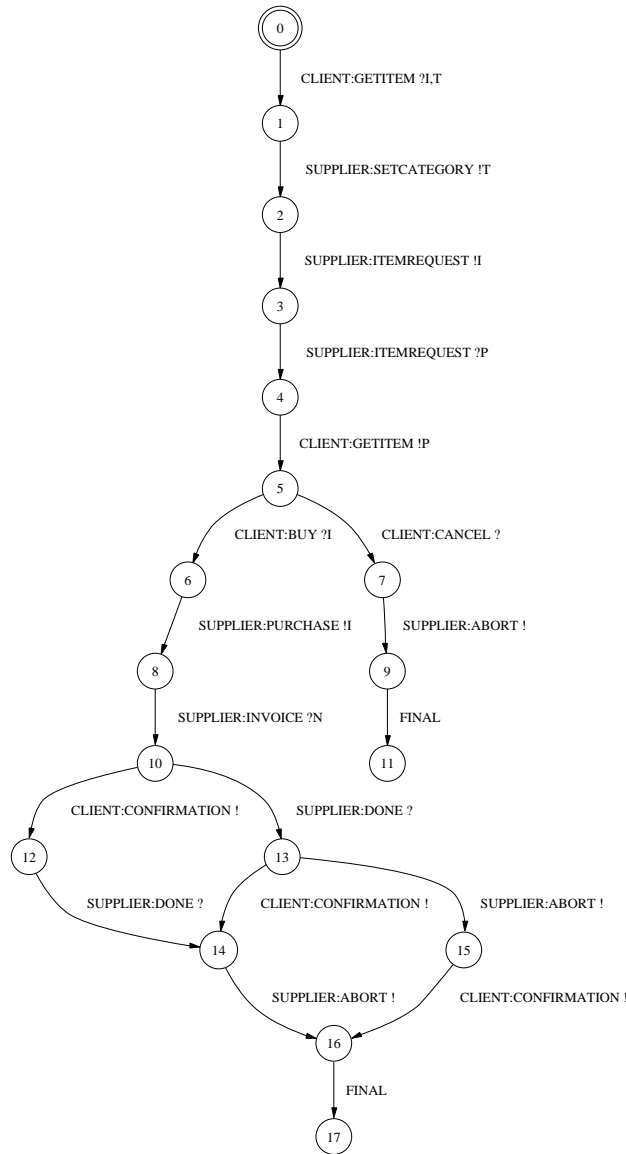 0
CLIENT:GETITEM ?I,T
1
SUPPLIER:SETCATEGORY !T
2
SUPPLIER:ITEMREQUEST !I
3
SUPPLIER:ITEMREQUEST ?P
4
CLIENT:GETITEM !P
5
CLIENT:BUY ?I CLIENT:CANCEL ?
6 7
SUPPLIER:PURCHASE !I SUPPLIER:ABORT !
8 9
SUPPLIER:INVOICE ?N FINAL
10 11
CLIENT:CONFIRMATION ! SUPPLIER:DONE ?
12 13
SUPPLIER:DONE ? CLIENT:CONFIRMATION ! SUPPLIER:ABORT !
14 15
SUPPLIER:ABORT ! CLIENT:CONFIRMATION !
16
FINAL
17